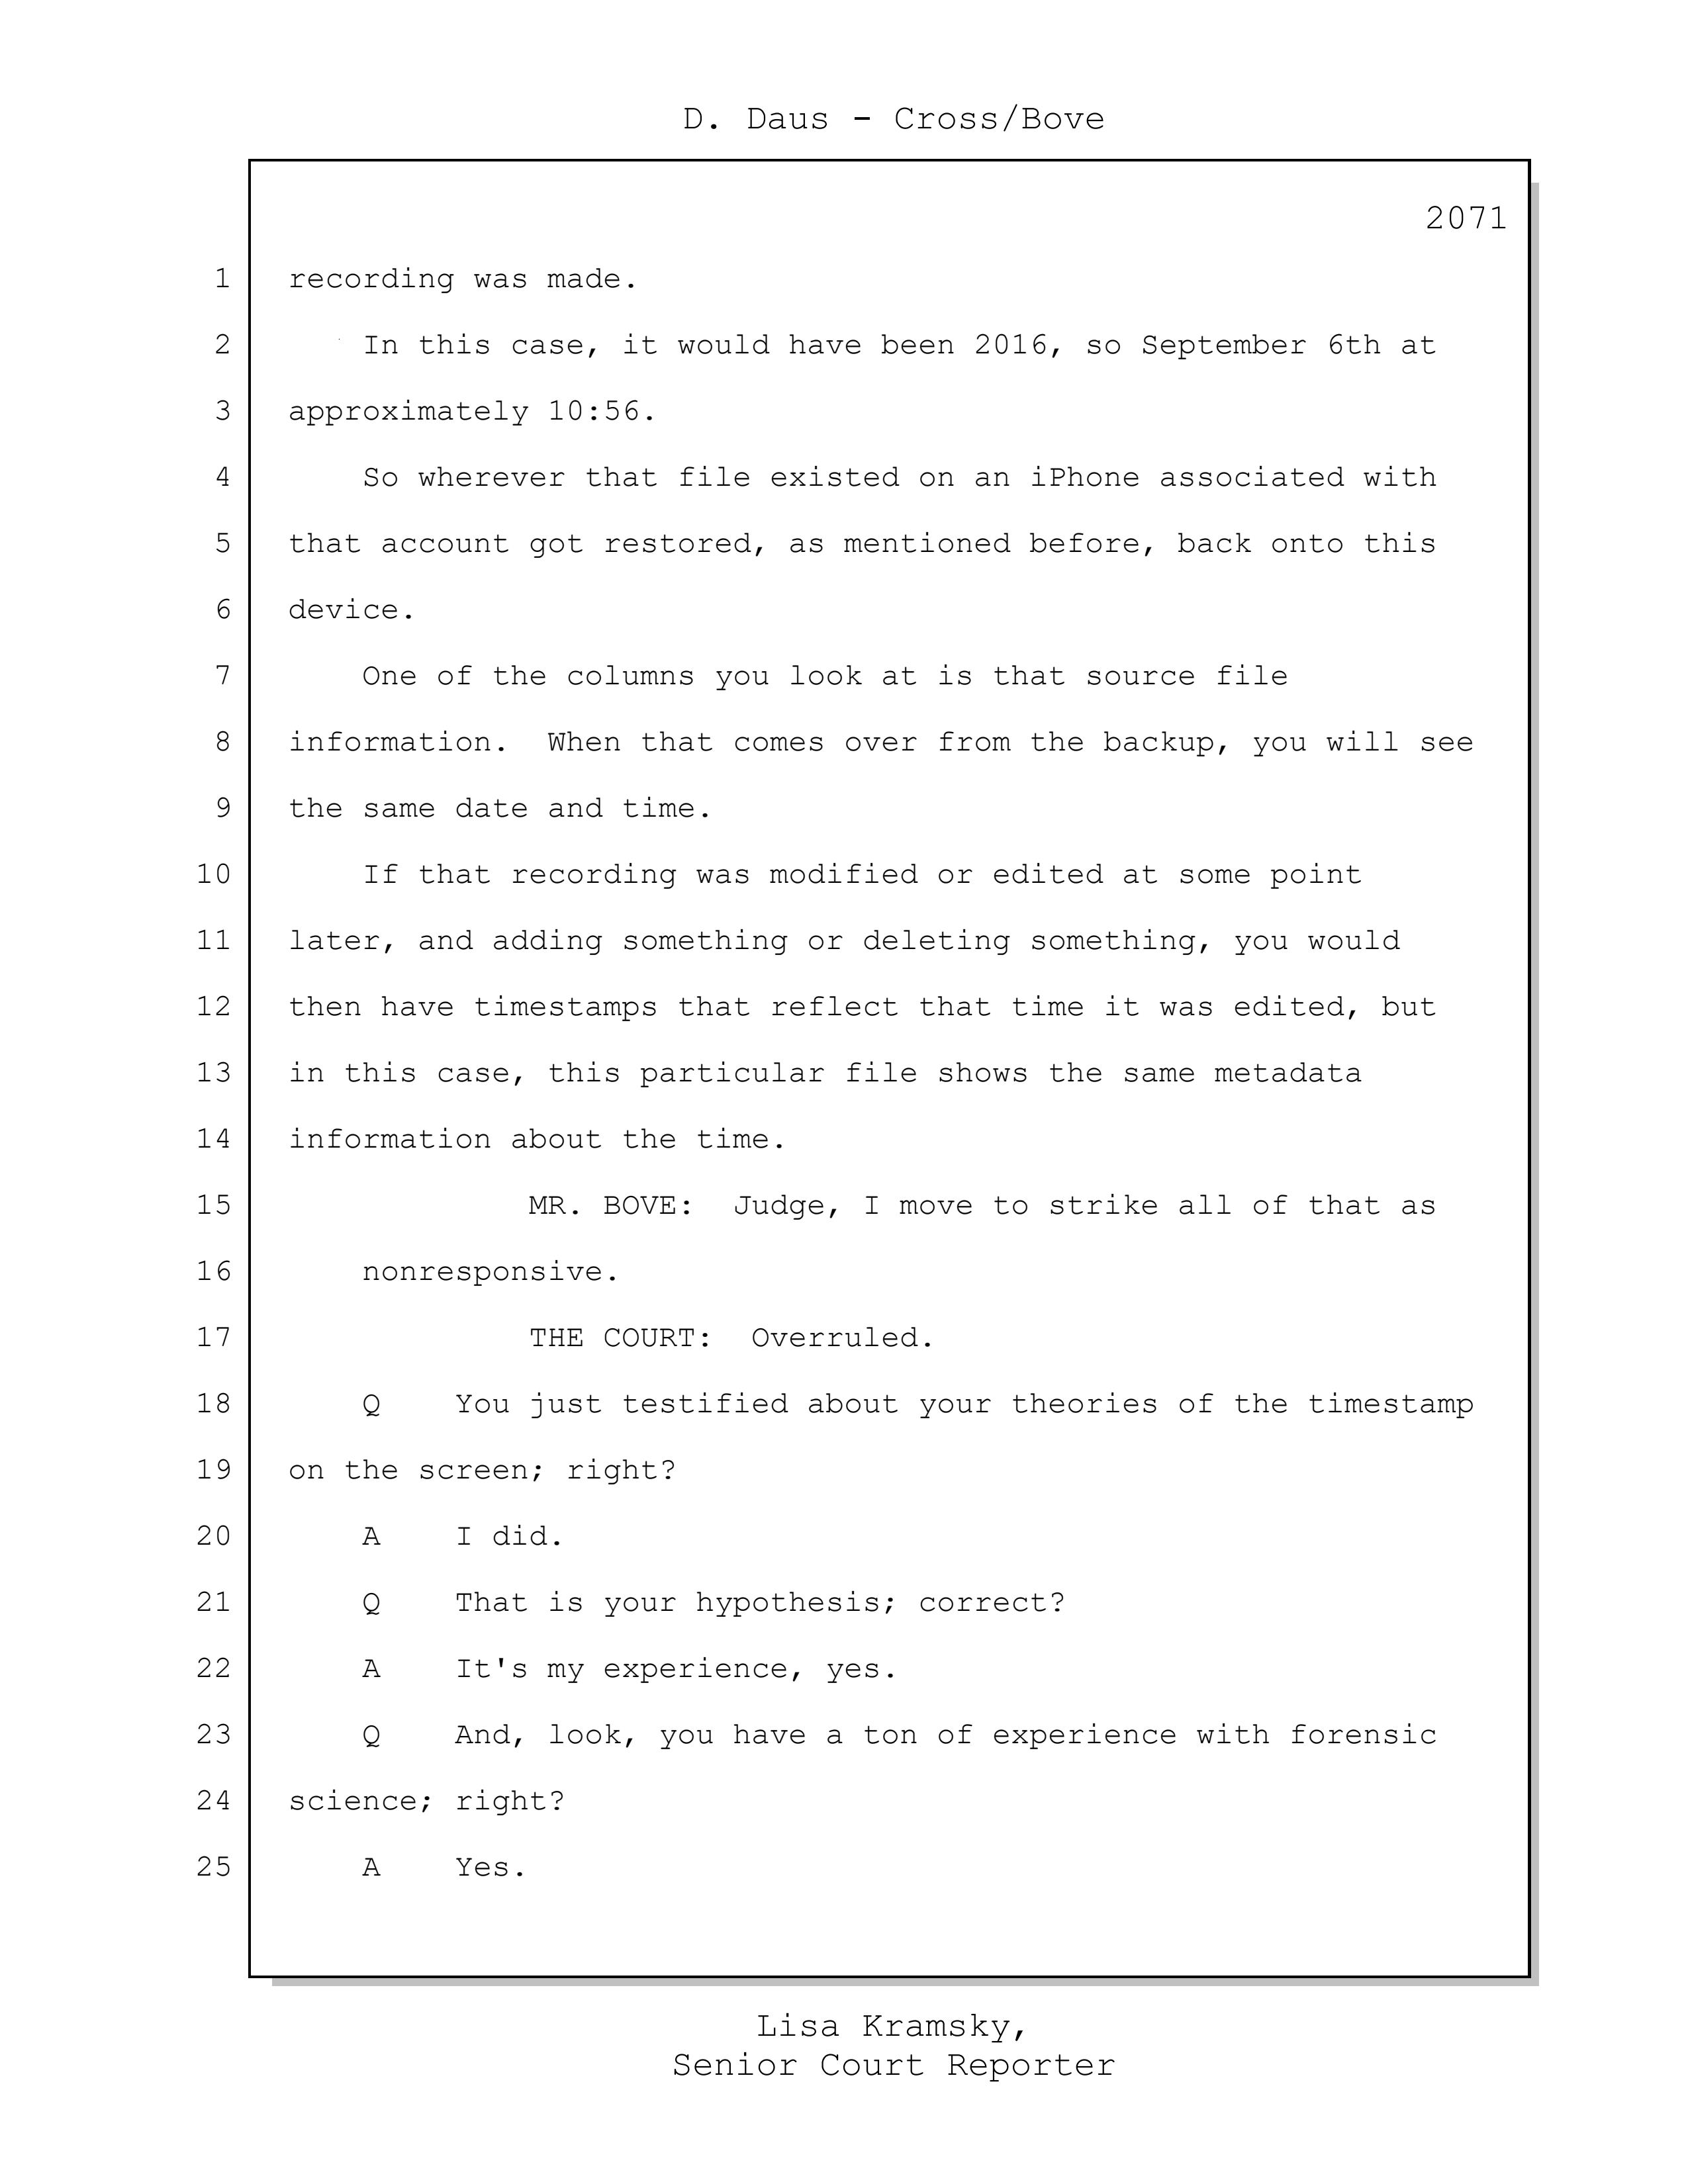 D. Daus - Cross/Bove
2071
1 recording was made.
2 In this case, it would have been 2016, so September 6th at
3 approximately 10:56.
4 So wherever that file existed on an iPhone associated with
5 that account got restored, as mentioned before, back onto this
6 device.
7 One of the columns you look at is that source file
8 information. When that comes over from the backup, you will see
9 the same date and time.
10 If that recording was modified or edited at some point
11 later, and adding something or deleting something, you would
12 then have timestamps that reflect that time it was edited, but
13 in this case, this particular file shows the same metadata
14 information about the time.
15 MR. BOVE: Judge, I move to strike all of that as
16 nonresponsive.
17 THE COURT: Overruled.
18 Q You just testified about your theories of the timestamp
19 on the screen; right?
20 A I did.
21 Q That is your hypothesis; correct?
22 A It's my experience, yes.
23 Q And, look, you have a ton of experience with forensic
24 science; right?
25 A Yes.
Lisa Kramsky,
Senior Court Reporter